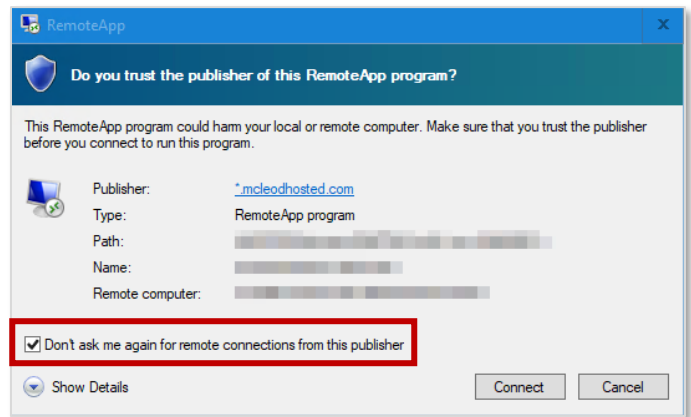 RemoteApp
Do you trust the publisher of this RemoteApp program?
This RemoteApp program could harm your local or remote computer. Make sure that you trust the publisher
before you connect to run this program.
Publisher: *.mcleodhosted.com
Type: RemoteApp program
Path:
Name:
Remote computer:
Don't ask me again for remote connections from this publisher
Show Details Connect Cancel